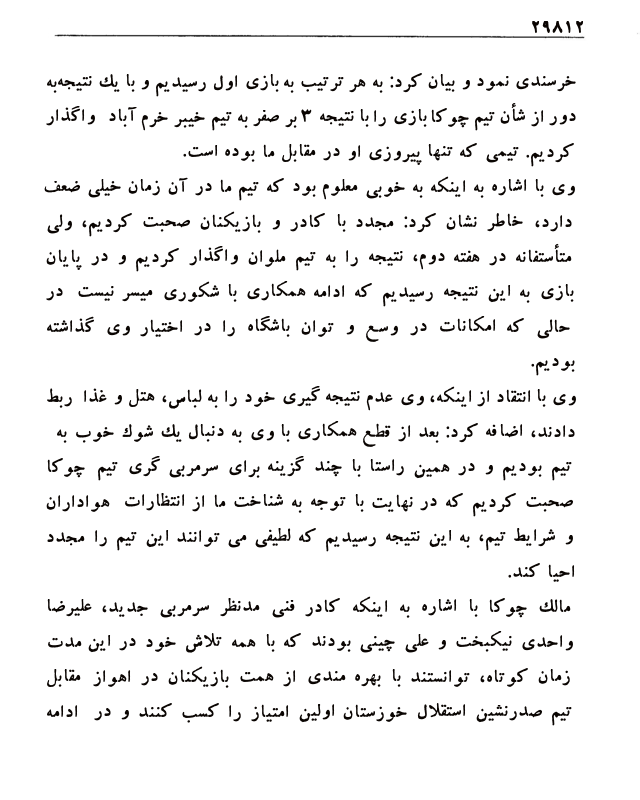 ۲۹۸۱۲
خرسندی نمود و بیان کرد: به هر ترتیب به بازی اول رسیدیم و با یك نتیجه به
دور از شأن تیم چوکا بازی را با نتیجه ۳ بر صفر به تیم خیبر خرم آباد واگذار
کردیم. تیمی که تنها پیروزی او در مقابل ما بوده است.
وی با اشاره به اینکه به خوبی معلوم بود که تیم ما در آن زمان خیلی ضعف
دارد، خاطر نشان کرد: مجدد با کادر و بازیکنان صحبت کردیم، ولی
متأستفانه در هفته دوم، نتیجه را به تیم ملوان واگذار کردیم و در پایان
بازی به این نتیجه رسیدیم که ادامه همکاری با شکوری میسر نیست در
حالی که امکانات در وسع و توان باشگاه را در اختیار وی گذاشته
بودیم.
وی با انتقاد از اینکه، وی عدم نتیجه گیری خود را به لباس، هتل و غذا ربط
دادند، اضافه کرد: بعد از قطع همکاری با وی به دنبال یك شوك خوب به
تیم بودیم و در همین راستا با چند گزینه برای سرمربی گری تیم چوکا
صحبت کردیم که در نهایت با توجه به شناخت ما از انتظارات هواداران
و شرایط تیم، به این نتیجه رسیدیم که لطیفی می توانند این تیم را مجدد
احیا کند.
مالك چوکا با اشاره به اینکه کادر فنی مدنظر سرمربی جدید، علیرضا
واحدی نیکبخت و علی چینی بودند که با همه تلاش خود در این مدت
زمان کوتاه، توانستند با بهره مندی از همت بازیکنان در اهواز مقابل
تیم صدرنشین استقلال خوزستان اولین امتیاز را کسب کنند و در ادامه